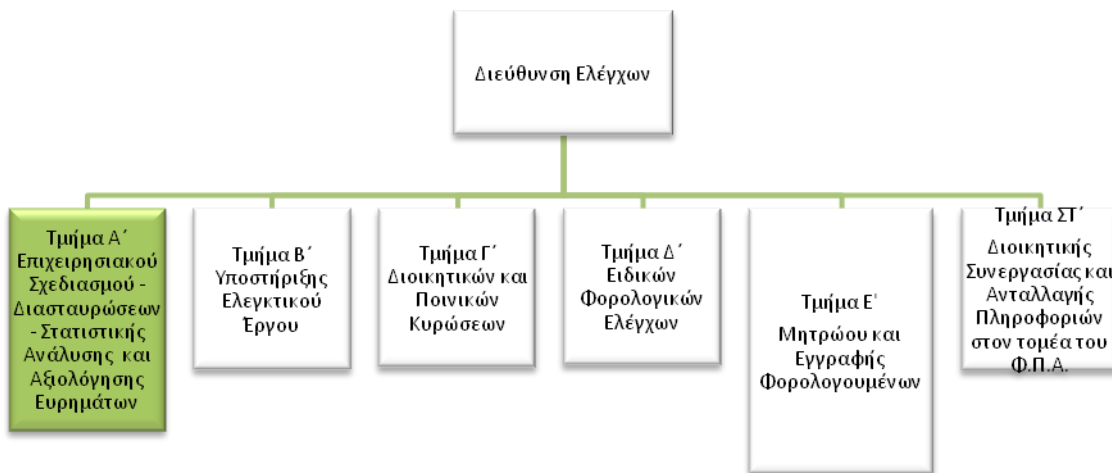 Διεύθυνση Ελέγχων
Τμήμα Α΄
Επιχειρησιακού
Σχεδιασμού -
Διασταυρώσεων
- Στατιστικής
Ανάλυσης και
Αξιολόγησης
Ευρημάτων
Τμήμα Β΄
Υποστήριξης
Ελεγκτικού
Έργου
Τμήμα Γ΄
Διοικητικών και
Ποινικών
Κυρώσεων
Τμήμα Δ΄
Ειδικών
Φορολογικών
Ελέγχων
Τμήμα Ε΄
Μητρώου και
Εγγραφής
Φορολογουμένων
Τμήμα ΣΤ΄
Διοικητικής
Συνεργασίας και
Ανταλλαγής
Πληροφοριών
στον τομέα του
Φ.Π.Α.